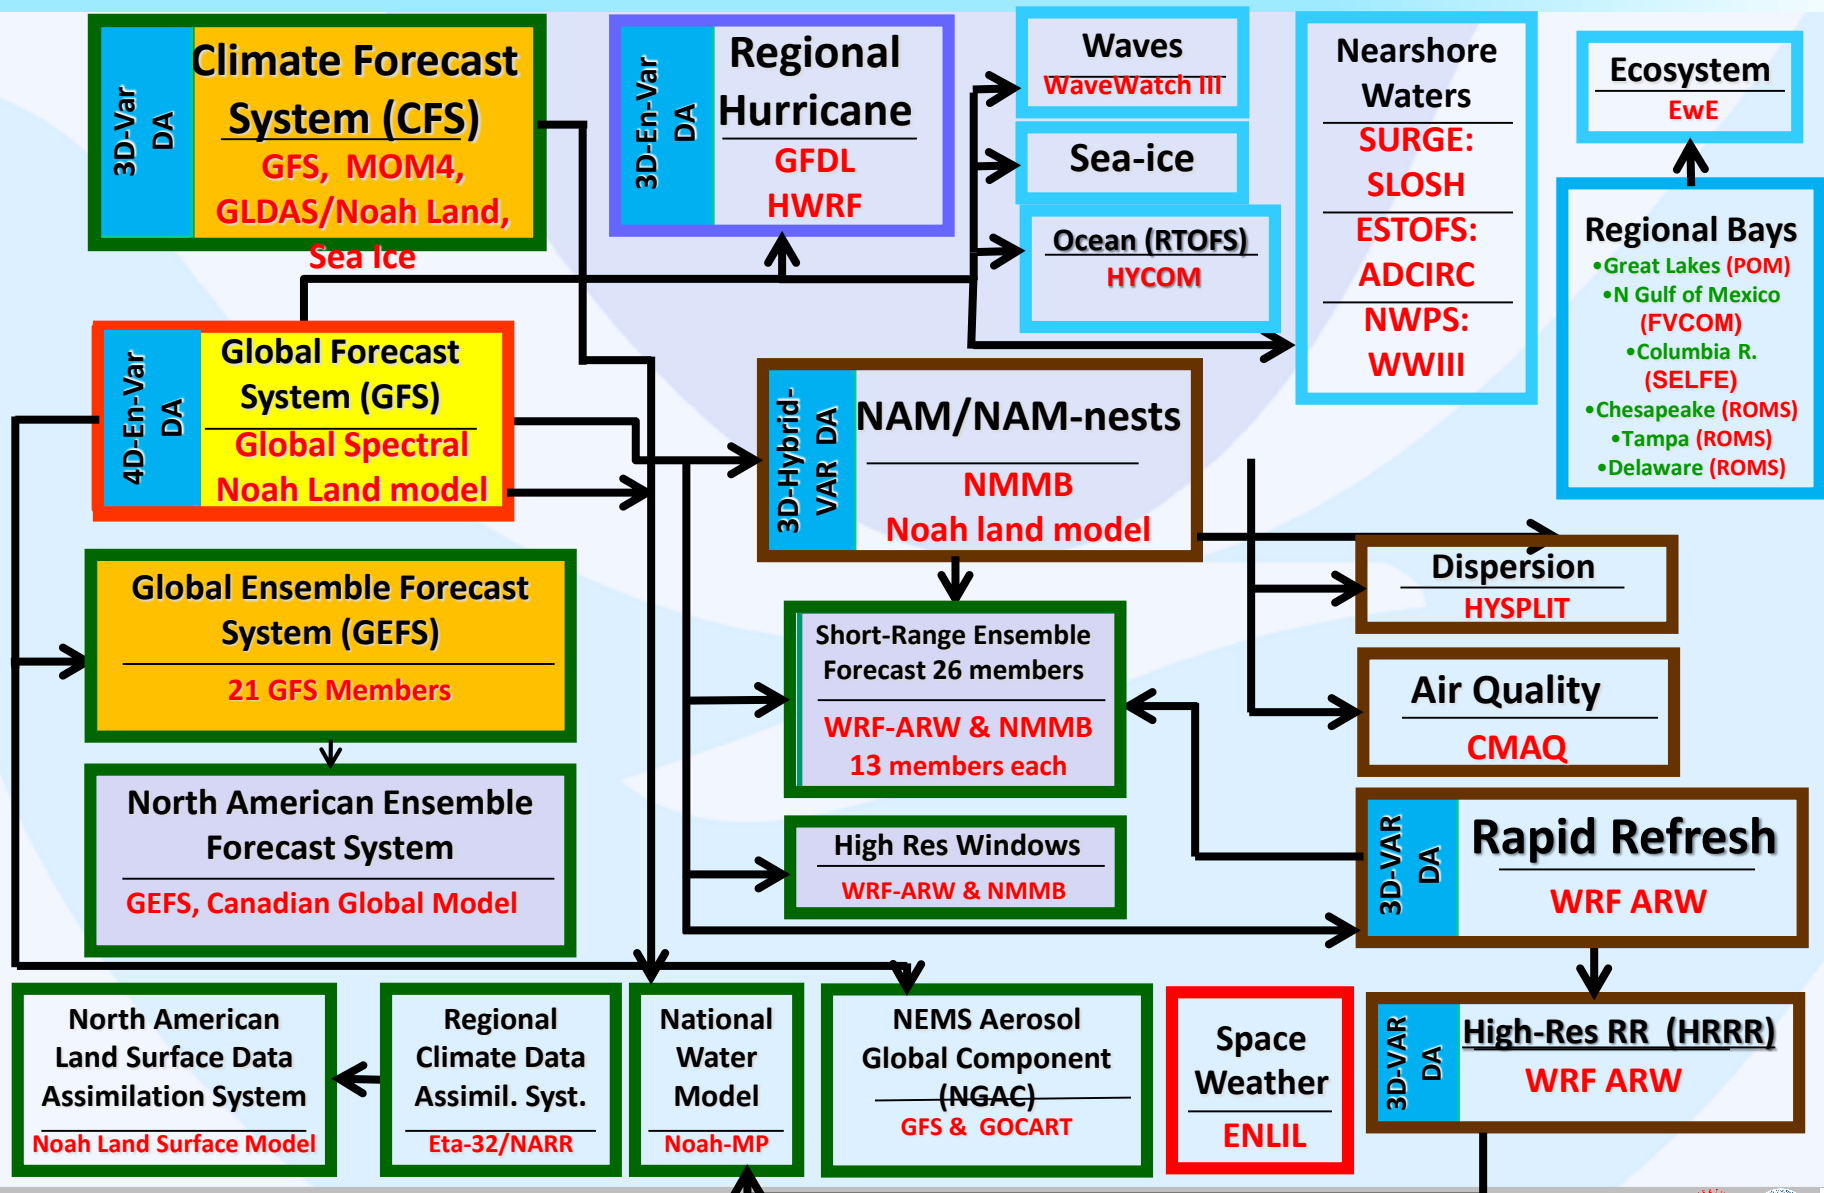 3D-Var
DA
Climate Forecast
System (CFS)
GFS, MOM4,
GLDAS/Noah Land,
Sea Ice
3D-En-Var
DA
Regional
Hurricane
GFDL
HWRF
Waves
WaveWatch III
Sea-ice
Ocean (RTOFS)
HYCOM
Nearshore
Waters
SURGE:
SLOSH
ESTOFS:
ADCIRC
NWPS:
WWIII
Ecosystem
EwE
Regional Bays
•Great Lakes (POM)
•N Gulf of Mexico
(FVCOM)
•Columbia R.
(SELFE)
•Chesapeake (ROMS)
•Tampa (ROMS)
•Delaware (ROMS)
4D-En-Var
DA
Global Forecast
System (GFS)
Global Spectral
Noah Land model
3D-Hybrid-
VAR DA
NAM/NAM-nests
NMMB
Noah land model
Global Ensemble Forecast
System (GEFS)
21 GFS Members
Short-Range Ensemble
Forecast 26 members
WRF-ARW & NMMB
13 members each
Dispersion
HYSPLIT
Air Quality
CMAQ
North American Ensemble
Forecast System
GEFS, Canadian Global Model
High Res Windows
WRF-ARW & NMMB
3D-VAR
DA
Rapid Refresh
WRF ARW
North American
Land Surface Data
Assimilation System
Noah Land Surface Model
Regional
Climate Data
Assimil. Syst.
Eta-32/NARR
National
Water
Model
Noah-MP
NEMS Aerosol
Global Component
(NGAC)
GFS & GOCART
Space
Weather
ENLIL
3D-VAR
DA
High-Res RR (HRRR)
WRF ARW